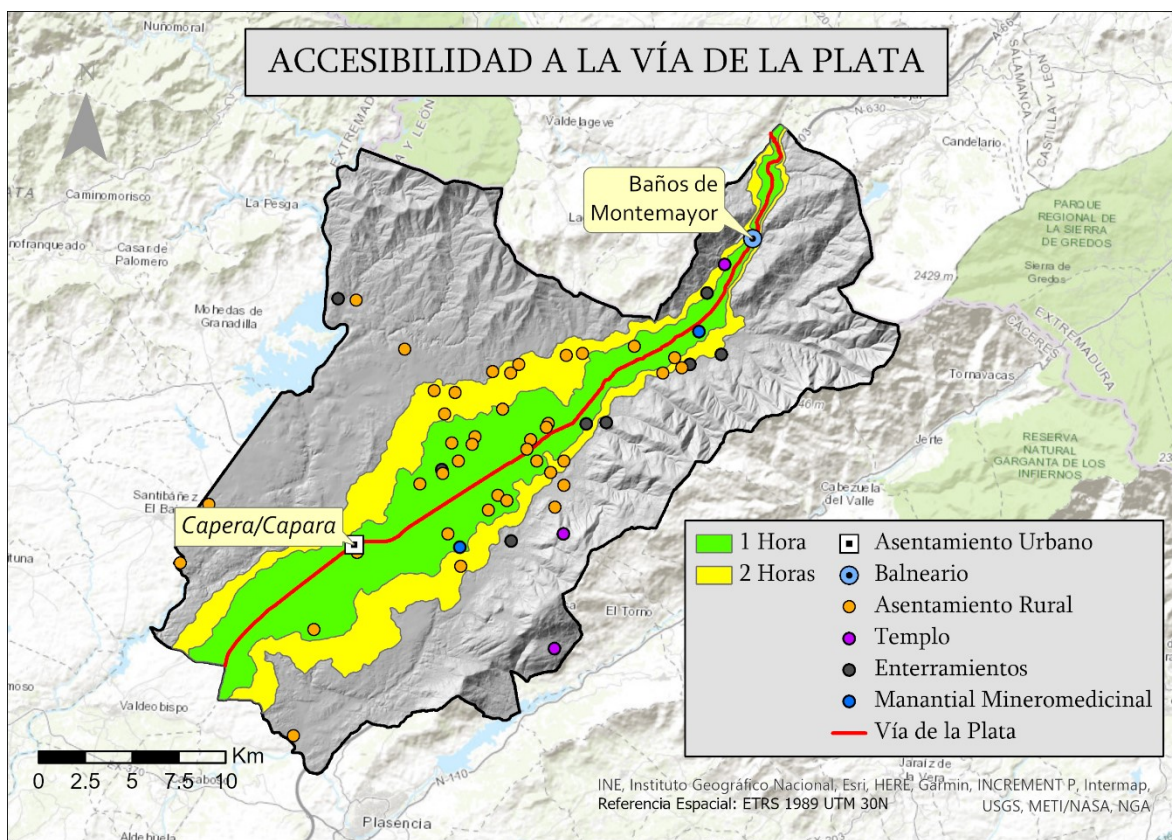 ACCESIBILIDAD A LA VÍA DE LA PLATA
N
Nuñomoral
Caminomorisco
La Pesga
Casar de
Palomero
Mohedas de
Granadilla
Valdelageve
N 630
A-66
SALAMANCA
CASTILLA Y LEÓN
Candelario
PARQUE
REGIONAL DE
LA SIERRA
DE GREDOS
Sierra de
Gredos
2429 m
EXTREMADURA
CÁCERES
Tornavacas
Jerte
RESERVA
NATURAL
GARGANTA DE LOS
INFIERNOS
Cabezuela
del Valle
Baños de
Montemayor
Santibáñez
Capera/Capara
El Torno
Valdeobispo
N-110
Plasencia
Aldehuela
Jaraíz de
la Vera
1 Hora
2 Horas
Asentamiento Urbano
Balneario
Asentamiento Rural
Templo
Enterramientos
Manantial Mineromedicinal
Vía de la Plata
Km
0 2.5 5 7.5 10
INE, Instituto Geográfico Nacional, Esri, HERE, Garmin, INCREMENT P, Intermap,
USGS, METI/NASA, NGA
Referencia Espacial: ETRS 1989 UTM 30N